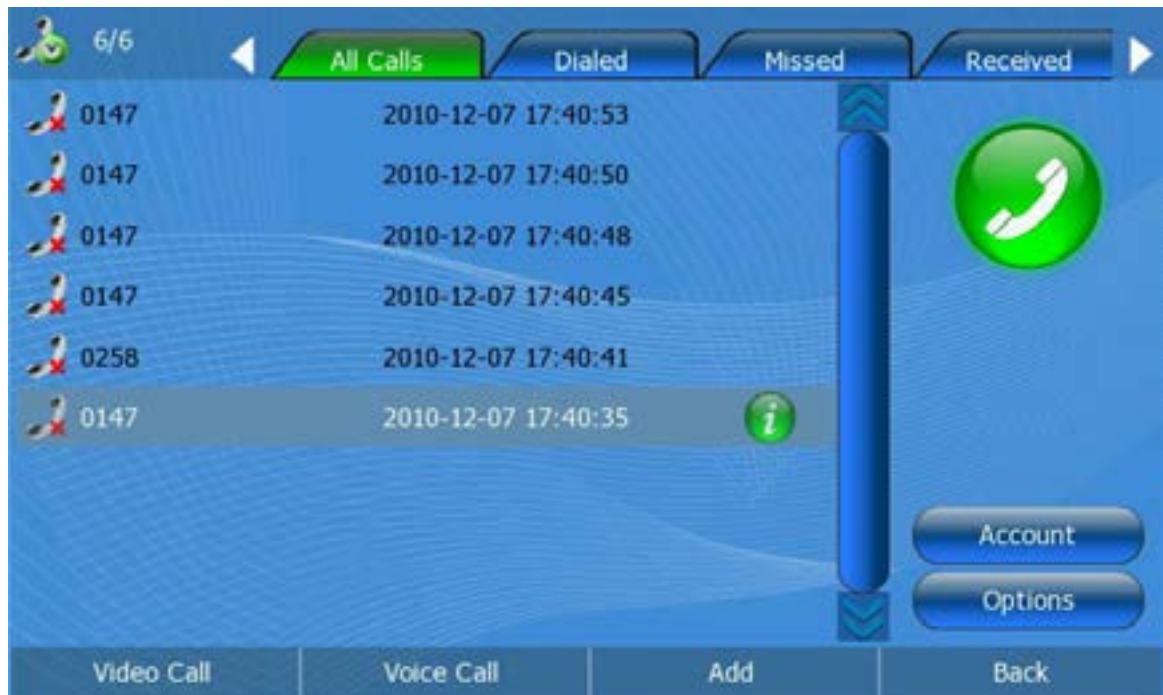 6/6 All Calls Dialed Missed Received
0147 2010-12-07 17:40:53
0147 2010-12-07 17:40:50
0147 2010-12-07 17:40:48
0147 2010-12-07 17:40:45
0258 2010-12-07 17:40:41
0147 2010-12-07 17:40:35 i
Account
Options
Video Call Voice Call Add Back